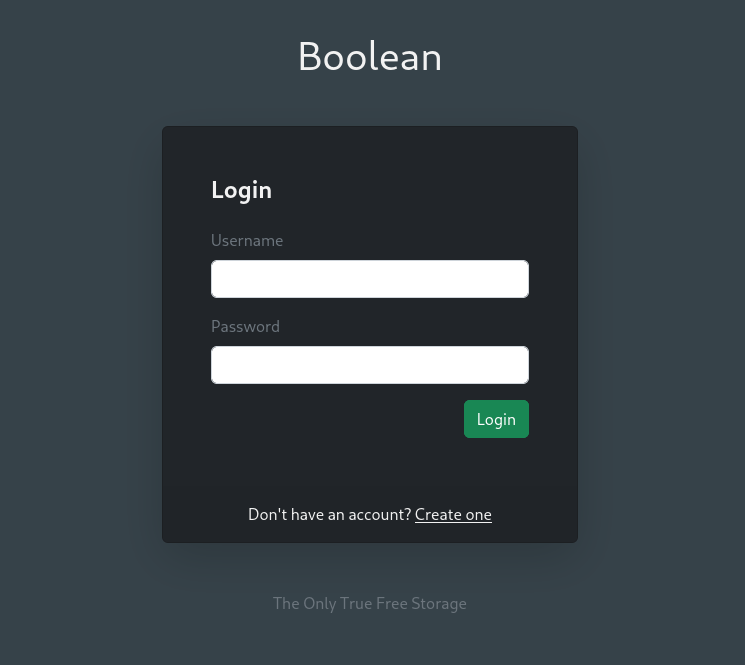 Boolean
Login
Username
Password
Login
Don't have an account? Create one
The Only True Free Storage